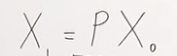 X₁ = P X₀